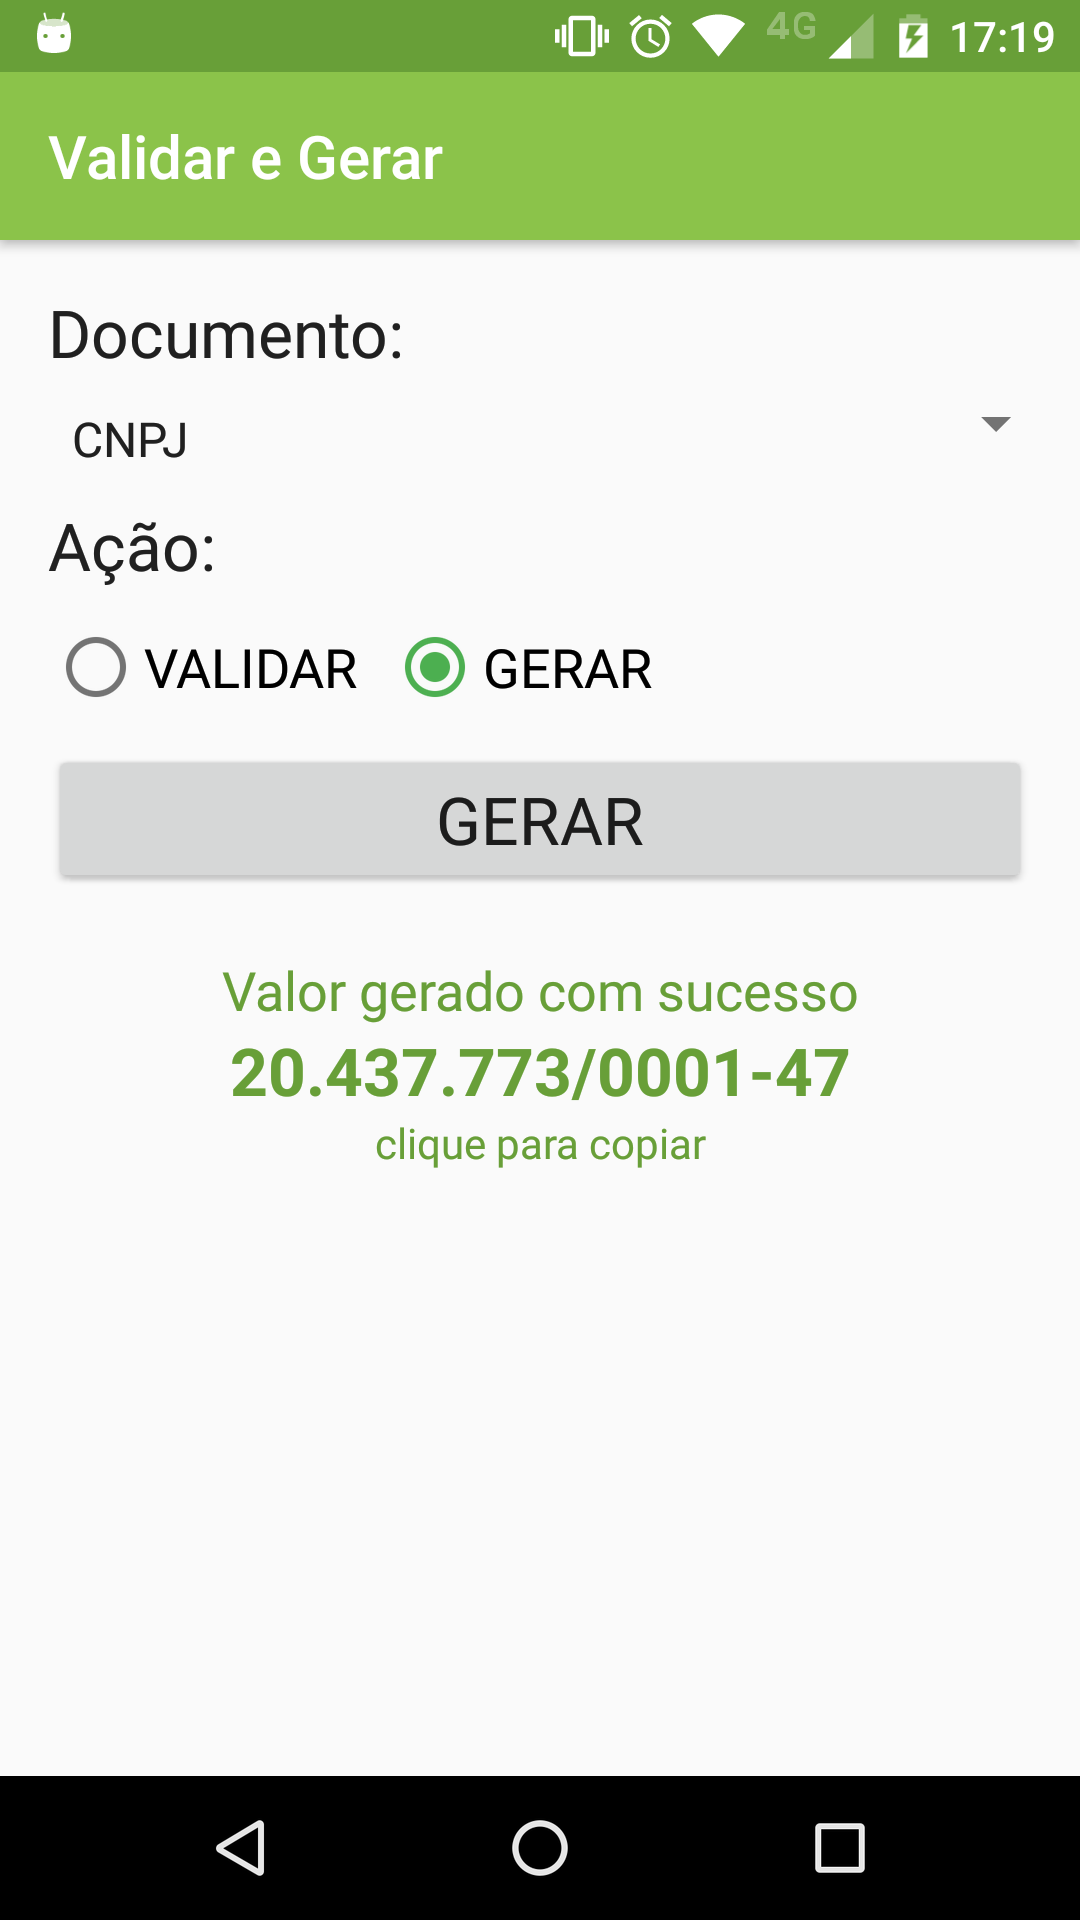 4G 17:19
Validar e Gerar
Documento:
CNPJ
Ação:
VALIDAR GERAR
GERAR
Valor gerado com sucesso
20.437.773/0001-47
clique para copiar